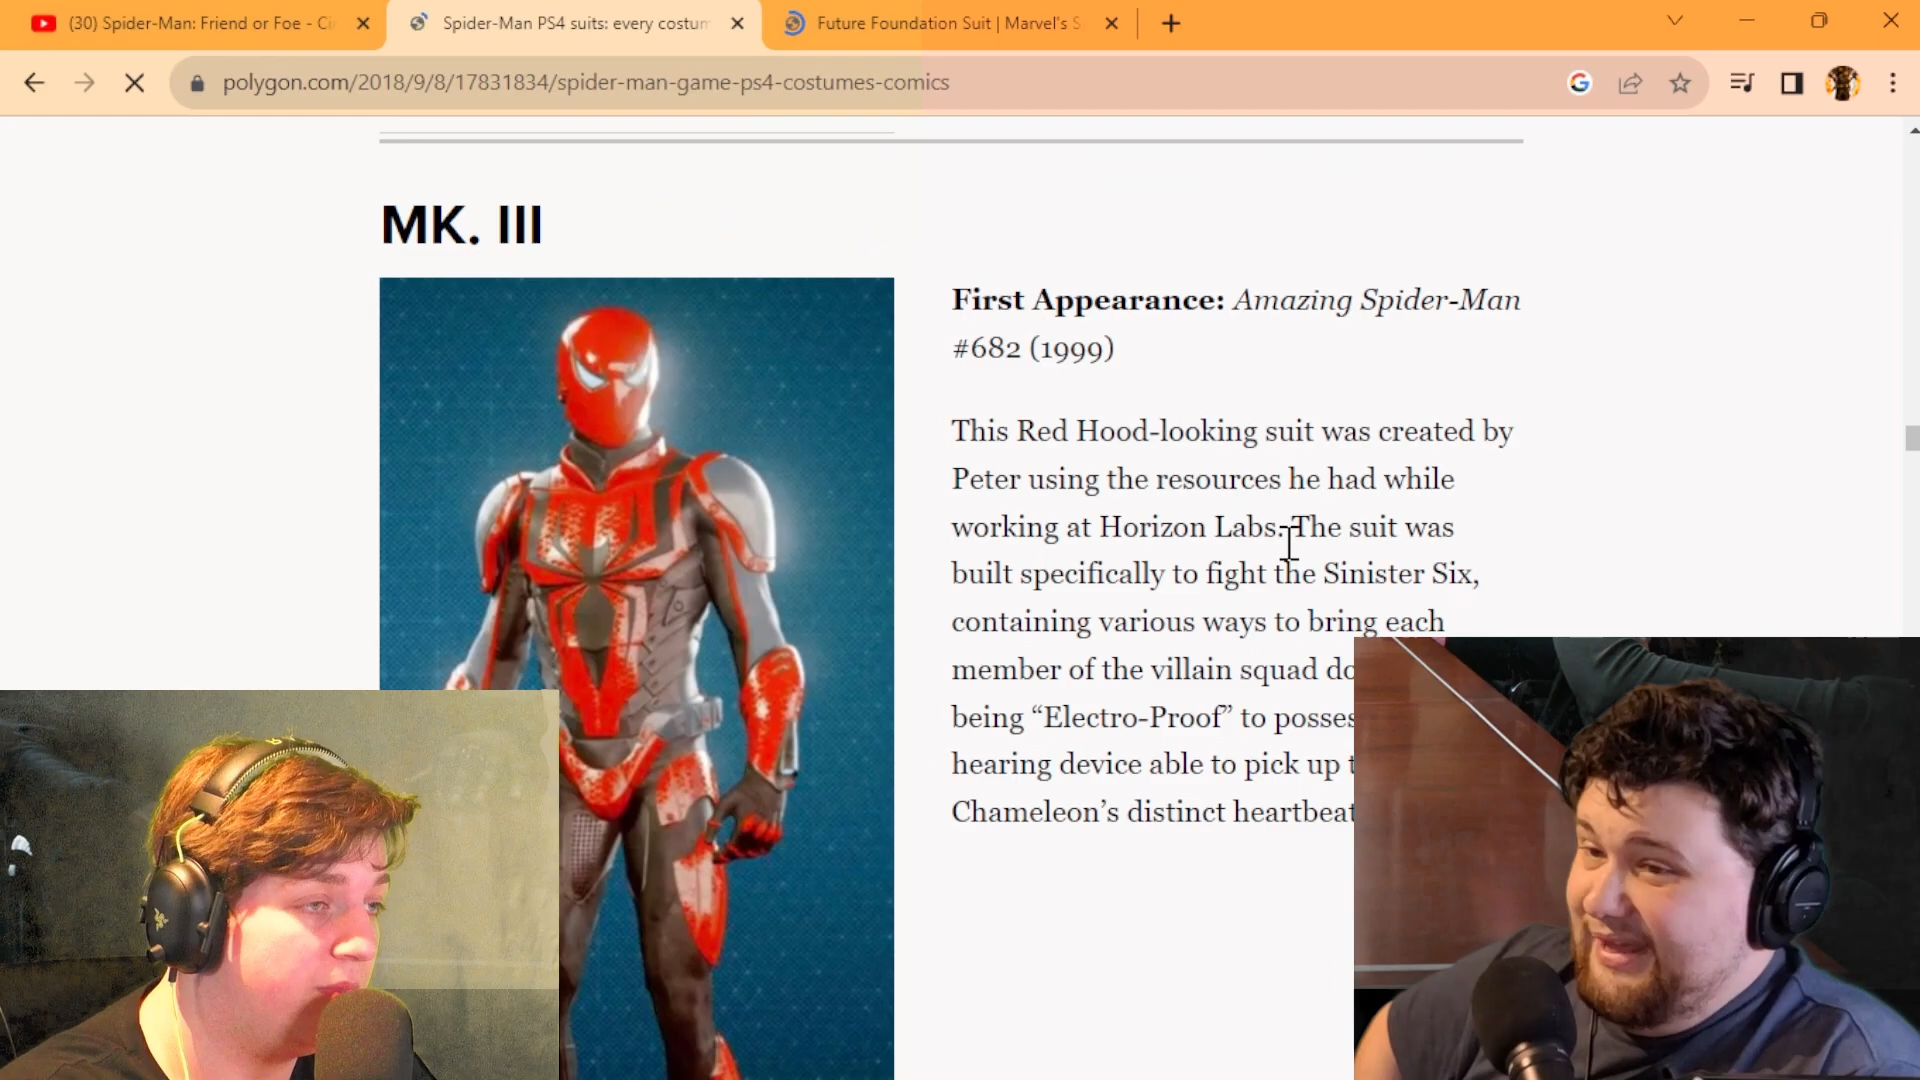 (30) Spider-Man: Friend or Foe - Ci
Spider-Man PS4 suits: every costum
Future Foundation Suit | Marvel's S
polygon.com/2018/9/8/17831834/spider-man-game-ps4-costumes-comics
MK. III
First Appearance: Amazing Spider-Man
#682 (1999)
This Red Hood-looking suit was created by
Peter using the resources he had while
working at Horizon Labs. The suit was
built specifically to fight the Sinister Six,
containing various ways to bring each
member of the villain squad do
being “Electro-Proof” to posses
hearing device able to pick up t
Chameleon’s distinct heartbeat